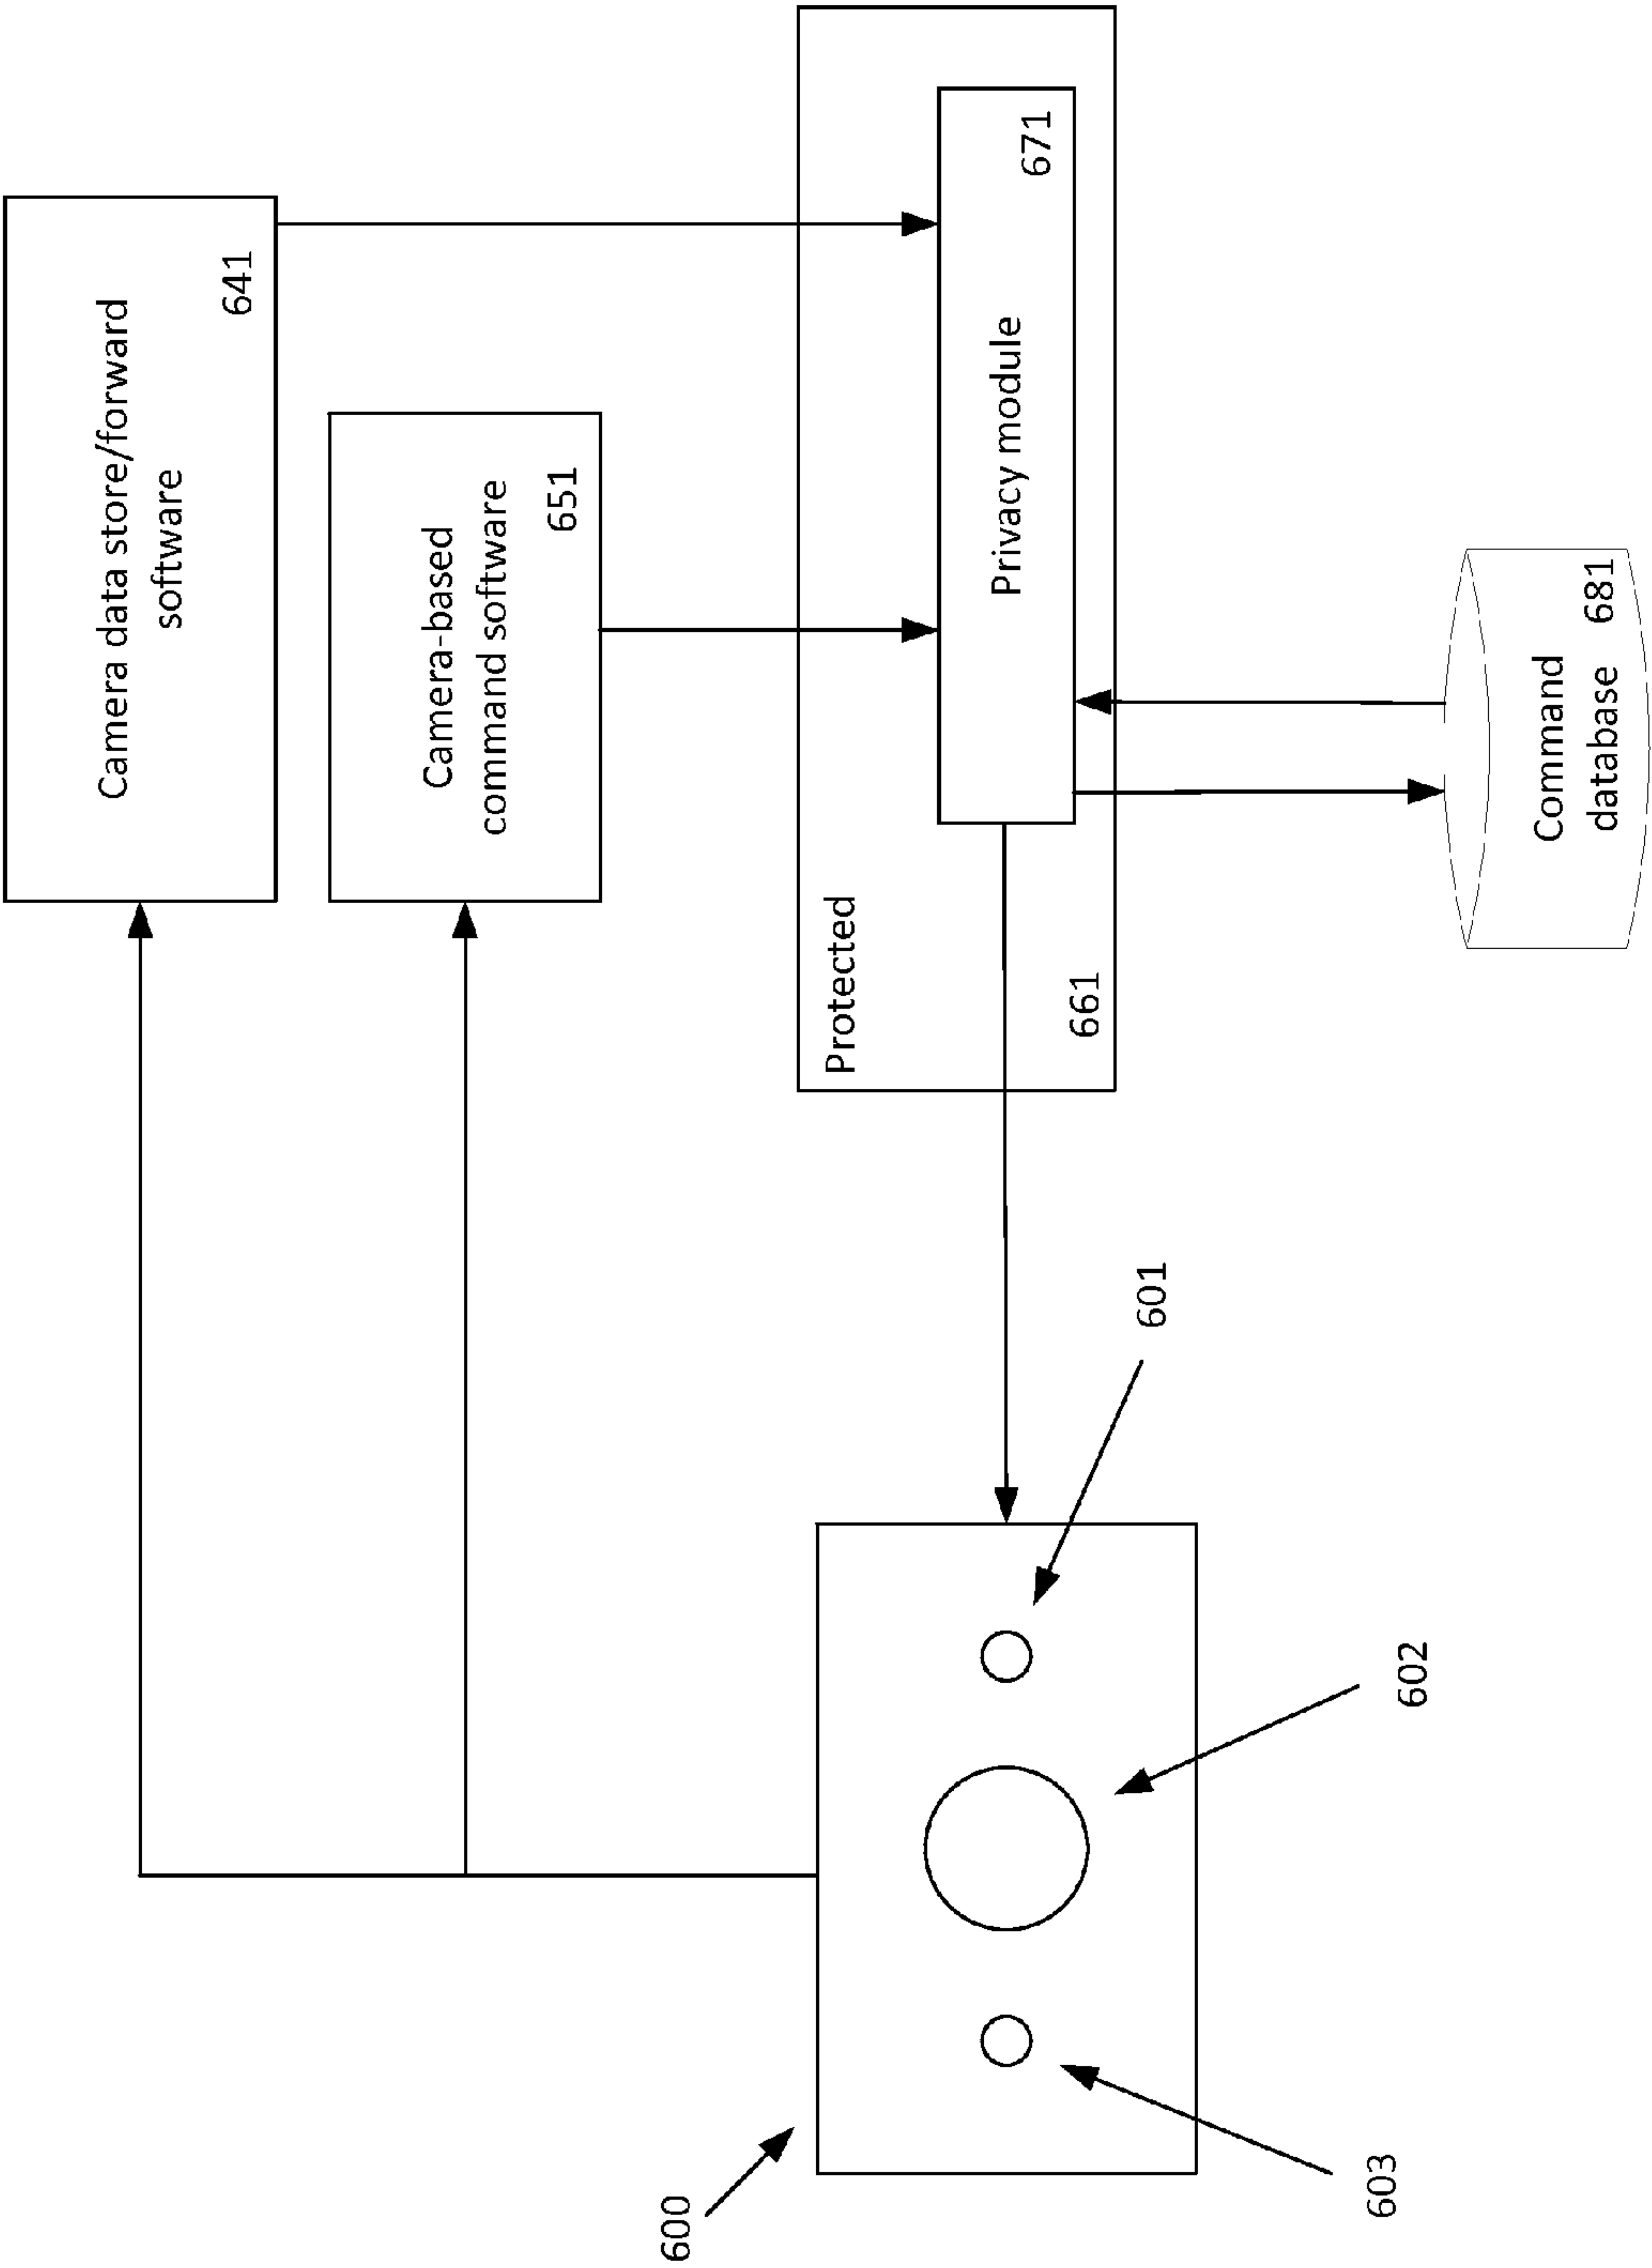 Camera data store/forward
software
641
Camera-based
command software
651
Protected
661
Privacy module
671
Command
database 681
600
601
602
603